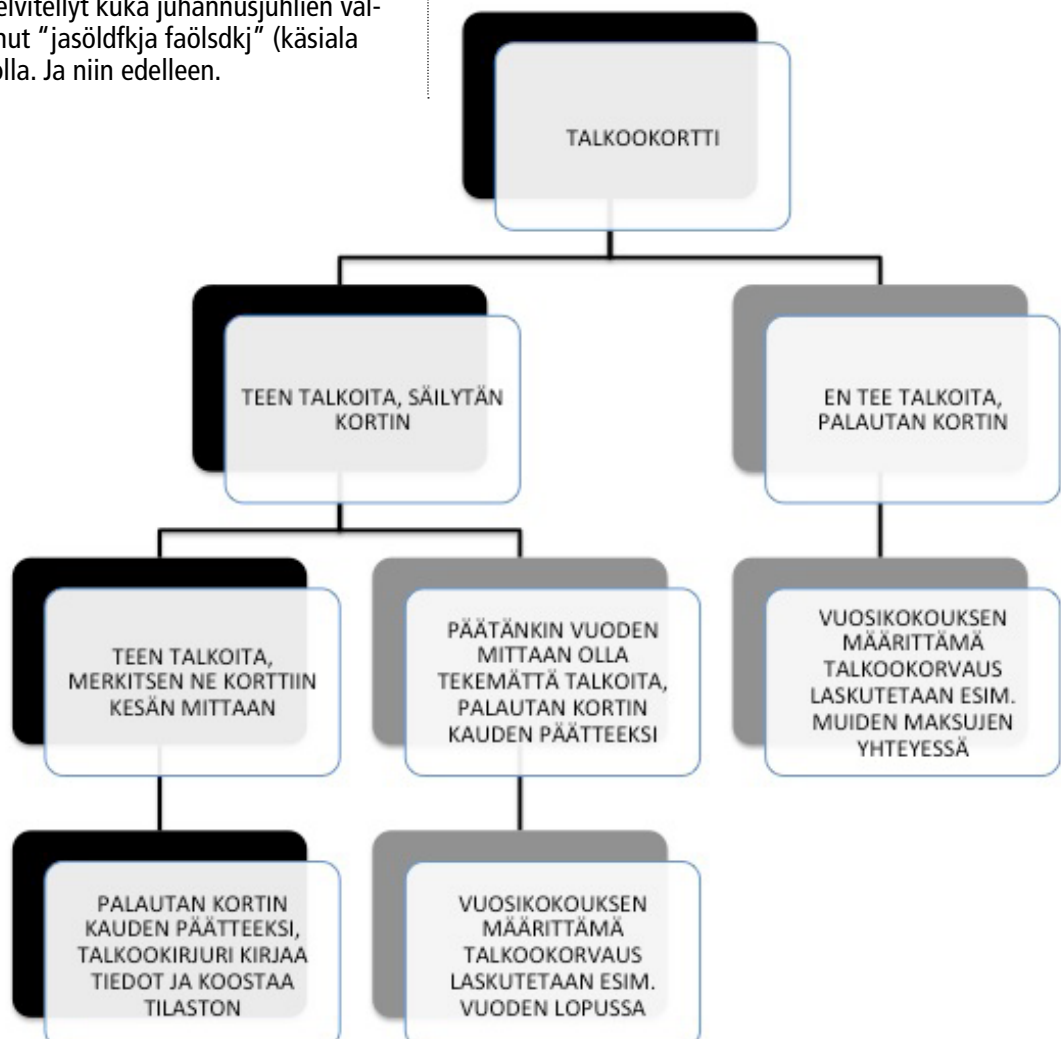 elvitellyt kuka juhannusjuhlien val-
nut "jasöldfkja faölsdkj" (käsiala
olla. Ja niin edelleen.
TALKOOKORTTI
TEEN TALKOITA, SÄILYTÄN
KORTIN
EN TEE TALKOITA,
PALAUTAN KORTIN
TEEN TALKOITA,
MERKITSEN NE KORTTIIN
KESÄN MITTAAN
PÄÄTÄNKIN VUODEN
MITTAAN OLLA
TEKEMÄTTÄ TALKOITA,
PALAUTAN KORTIN
KAUDEN PÄÄTTEEKSI
VUOSIKOKOUKSEN
MÄÄRITTÄMÄ
TALKOOKORVAUS
LASKUTETAAN ESIM.
MUIDEN MAKSUJEN
YHTEYESSÄ
PALAUTAN KORTIN
KAUDEN PÄÄTTEEKSI,
TALKOOKIRJURI KIRJAA
TIEDOT JA KOOSTAA
TILASTON
VUOSIKOKOUKSEN
MÄÄRITTÄMÄ
TALKOOKORVAUS
LASKUTETAAN ESIM.
VUODEN LOPUSSA